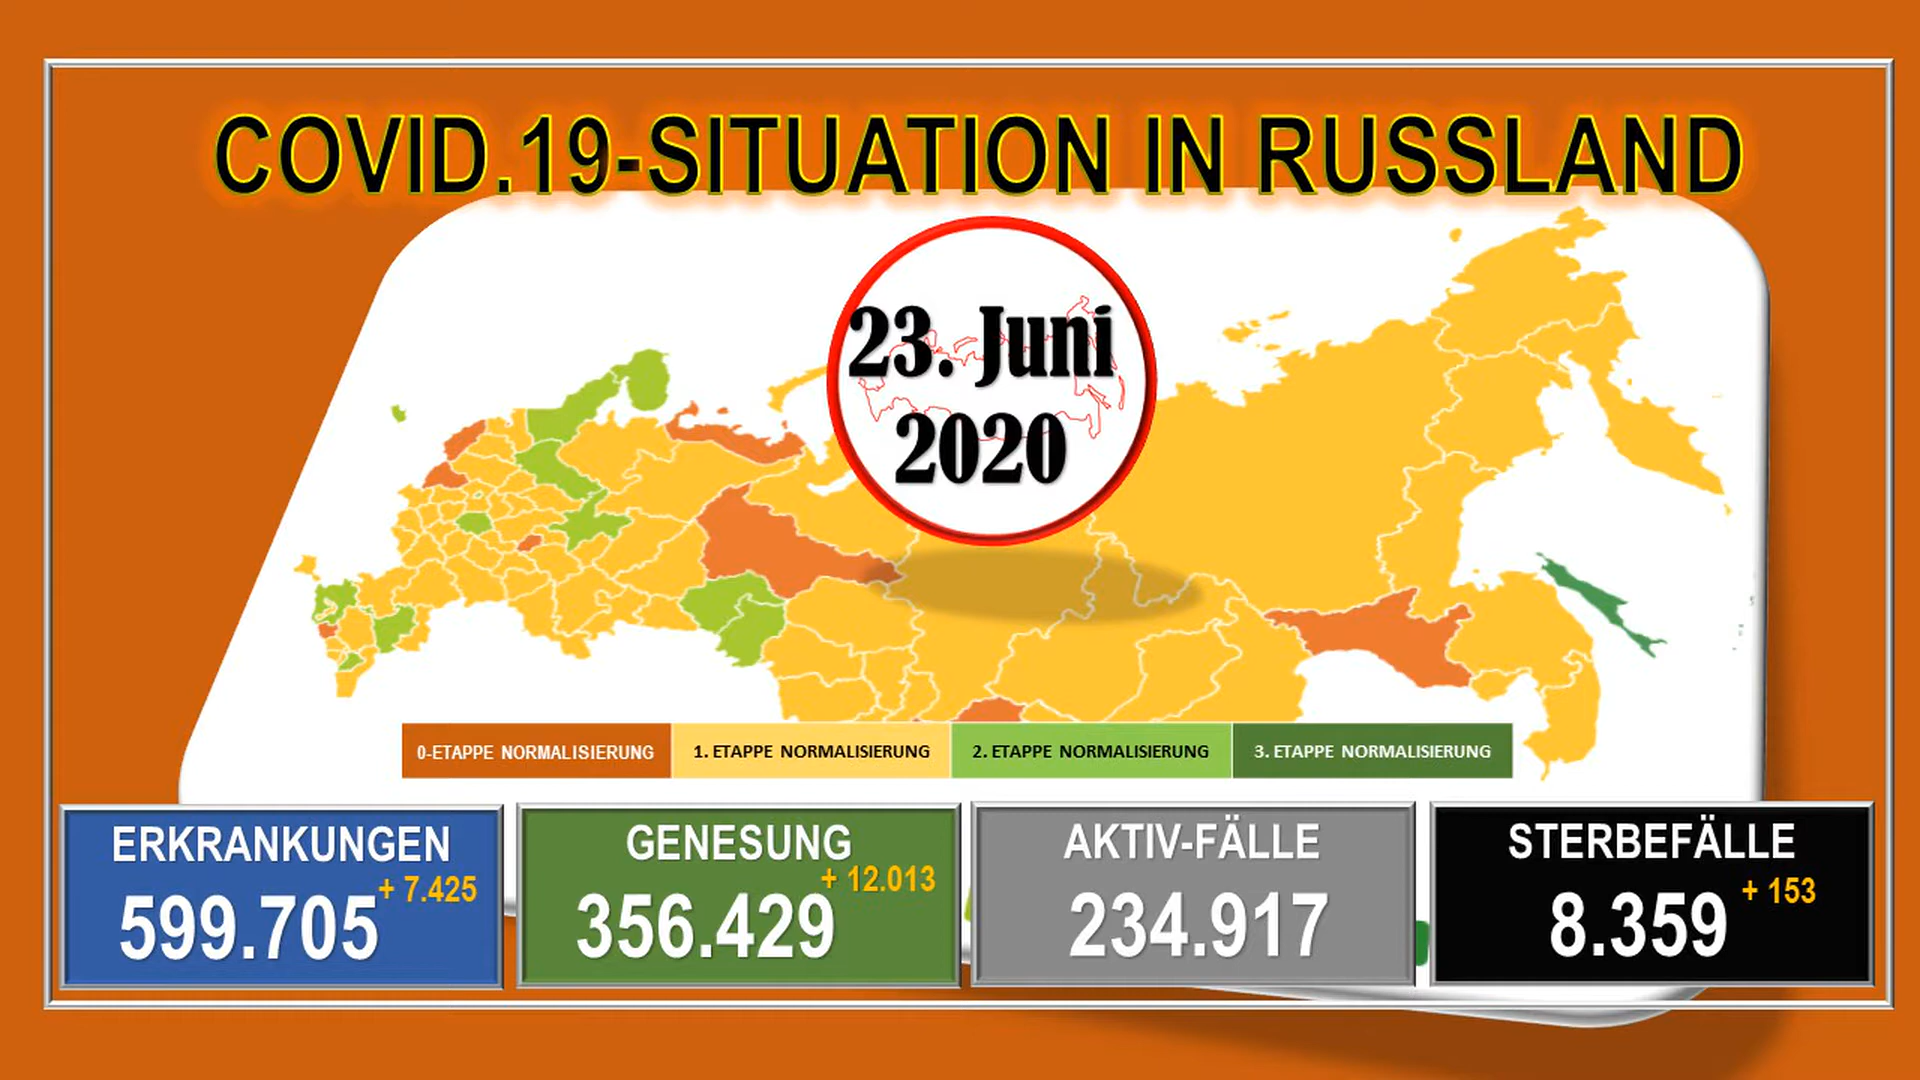 COVID.19-SITUATION IN RUSSLAND
23. Juni
2020
0-ETAPPE NORMALISIERUNG
1. ETAPPE NORMALISIERUNG
2. ETAPPE NORMALISIERUNG
3. ETAPPE NORMALISIERUNG
ERKRANKUNGEN
+ 7.425
599.705
GENESUNG
+ 12.013
356.429
AKTIV-FÄLLE
234.917
STERBEFÄLLE
+ 153
8.359